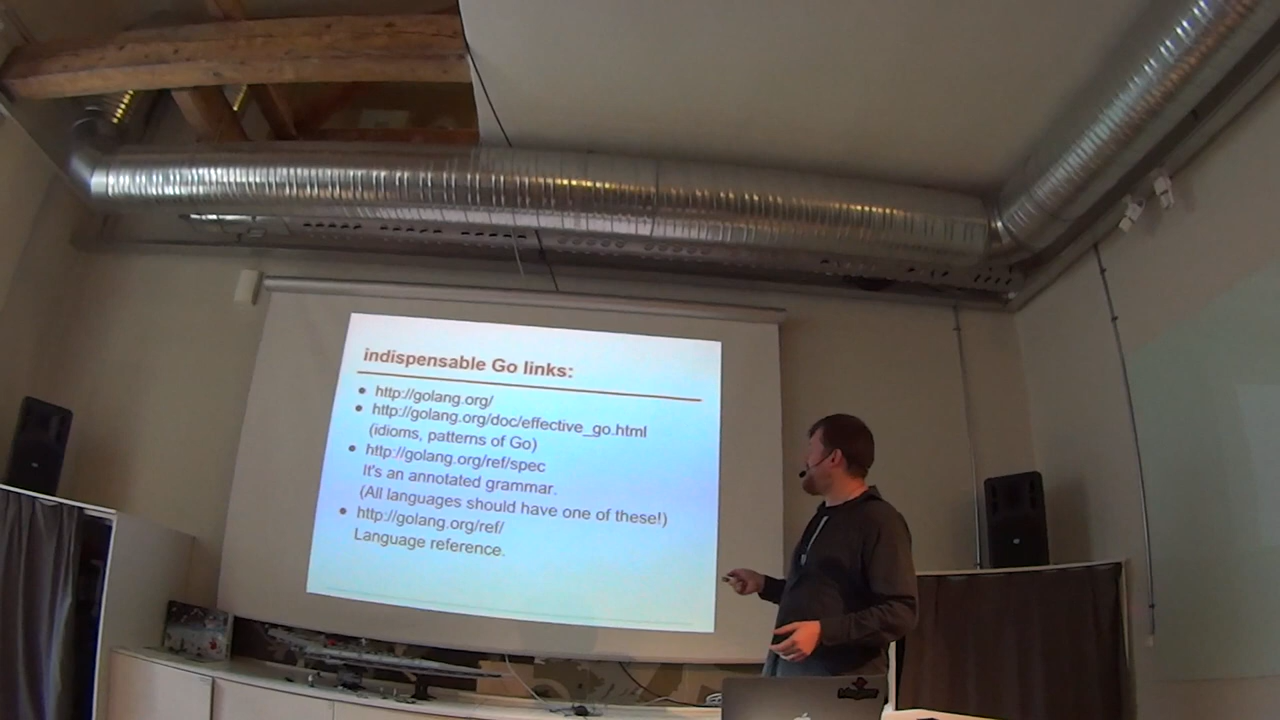 indispensable Go links:
• http://golang.org/
• http://golang.org/doc/effective_go.html
(idioms, patterns of Go)
• http://golang.org/ref/spec
It's an annotated grammar.
(All languages should have one of these!)
• http://golang.org/ref/
Language reference.